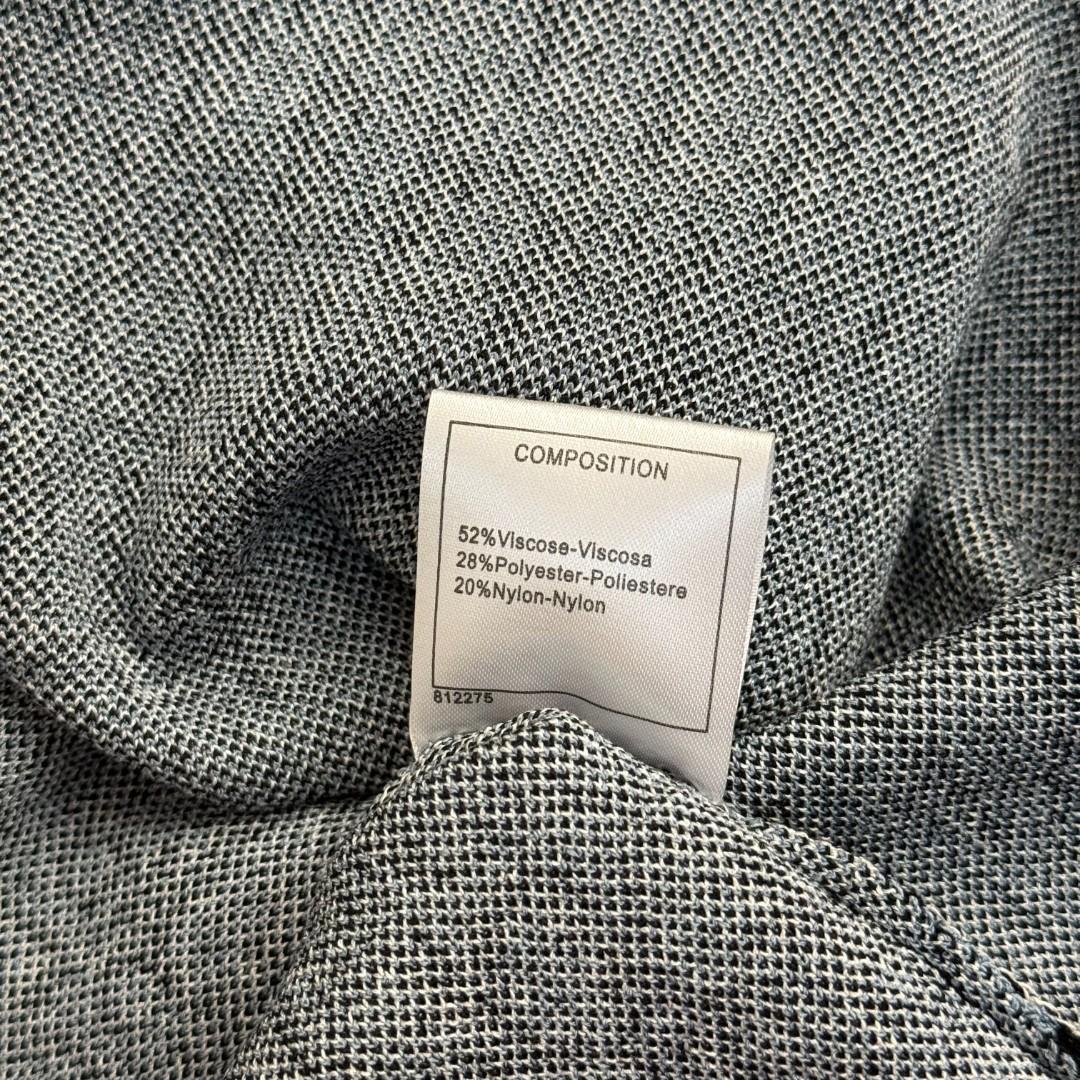 COMPOSITION
52%Viscose-Viscosa
28%Polyester-Poliestere
20%Nylon-Nylon
812275